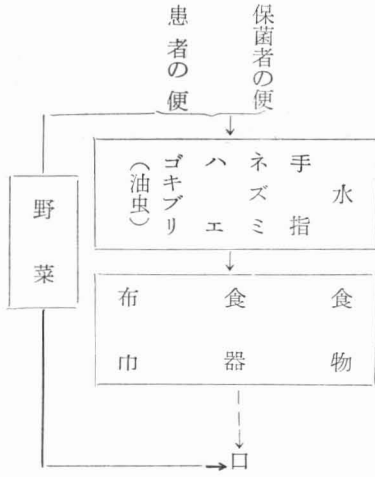 保菌者の便
患者の便
水
手指
ネズミ
ハエ
ゴキブリ
(油虫)
野菜
食物
食器
布巾
口